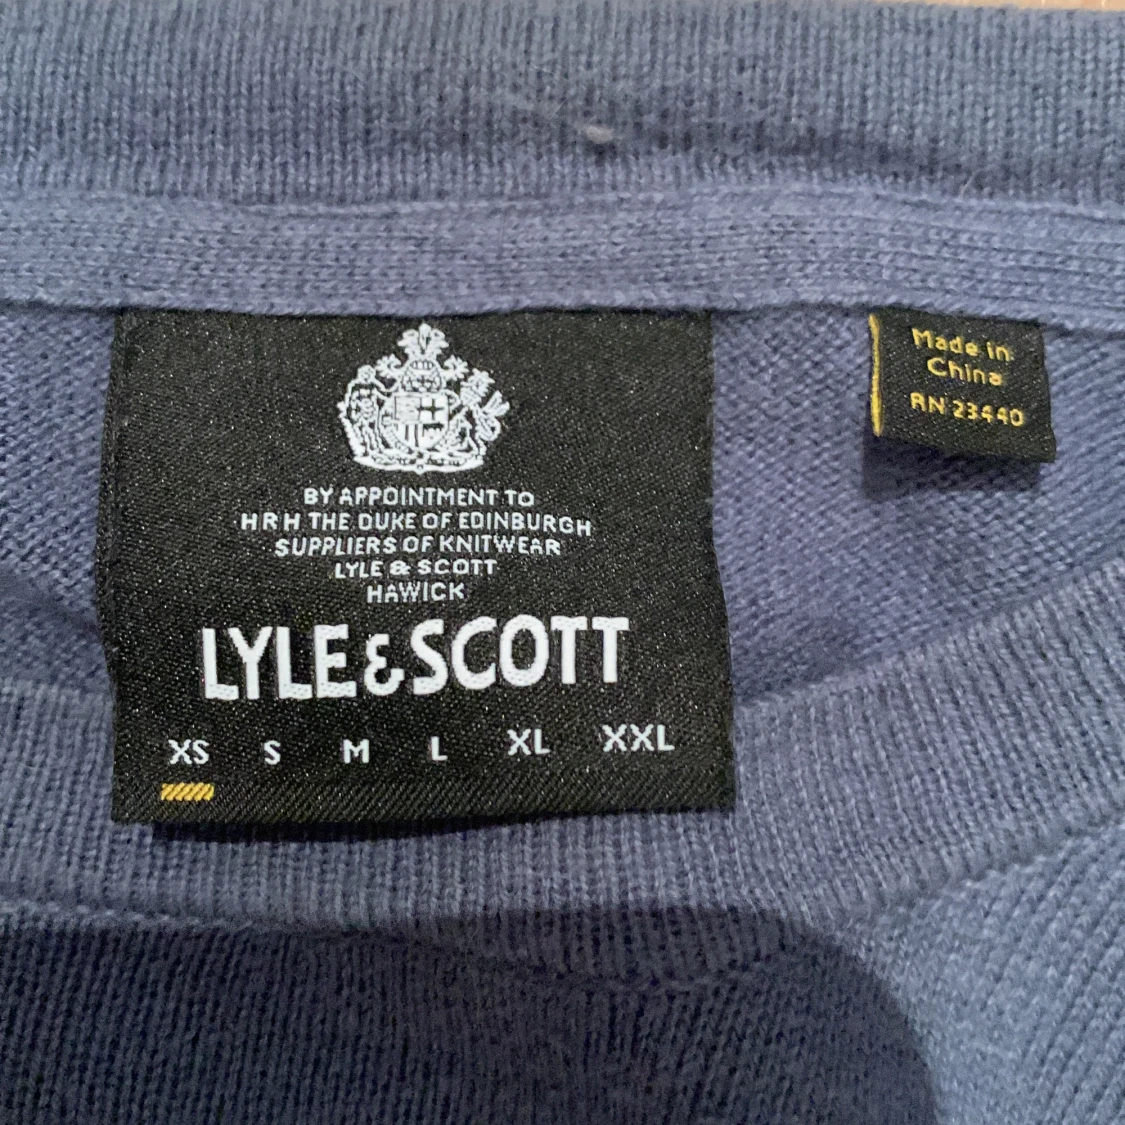 BY APPOINTMENT TO
HRH THE DUKE OF EDINBURGH
SUPPLIERS OF KNITWEAR
LYLE & SCOTT
HAWICK
LYLE & SCOTT
XS S M L XL XXL
Made in
China
RN 23440